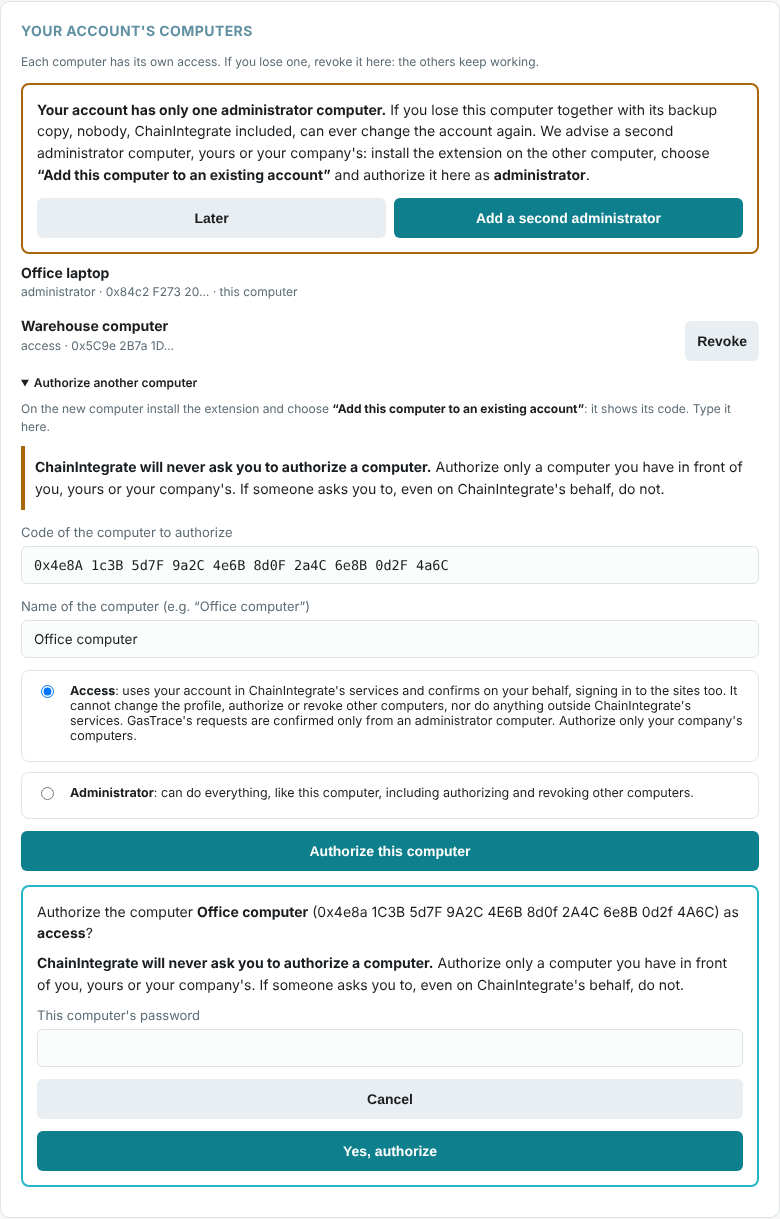 YOUR ACCOUNT'S COMPUTERS
Each computer has its own access. If you lose one, revoke it here: the others keep working.
Your account has only one administrator computer. If you lose this computer together with its backup
copy, nobody, ChainIntegrate included, can ever change the account again. We advise a second
administrator computer, yours or your company's: install the extension on the other computer, choose
“Add this computer to an existing account” and authorize it here as administrator.
Later
Add a second administrator
Office laptop
administrator · 0x84c2 F273 20… · this computer
Warehouse computer
access · 0x5C9e 2B7a 1D…
Revoke
▼ Authorize another computer
On the new computer install the extension and choose “Add this computer to an existing account”: it shows its code. Type it
here.
ChainIntegrate will never ask you to authorize a computer. Authorize only a computer you have in front of
you, yours or your company's. If someone asks you to, even on ChainIntegrate's behalf, do not.
Code of the computer to authorize
0x4e8A 1c3B 5d7F 9a2C 4e6B 8d0F 2a4C 6e8B 0d2F 4a6C
Name of the computer (e.g. “Office computer”)
Office computer
Access: uses your account in ChainIntegrate's services and confirms on your behalf, signing in to the sites too. It
cannot change the profile, authorize or revoke other computers, nor do anything outside ChainIntegrate's
services. GasTrace's requests are confirmed only from an administrator computer. Authorize only your company's
computers.
Administrator: can do everything, like this computer, including authorizing and revoking other computers.
Authorize this computer
Authorize the computer Office computer (0x4e8a 1C3B 5d7F 9A2C 4E6B 8d0f 2A4C 6e8B 0d2f 4A6C) as
access?
ChainIntegrate will never ask you to authorize a computer. Authorize only a computer you have in front
of you, yours or your company's. If someone asks you to, even on ChainIntegrate's behalf, do not.
This computer's password
Cancel
Yes, authorize